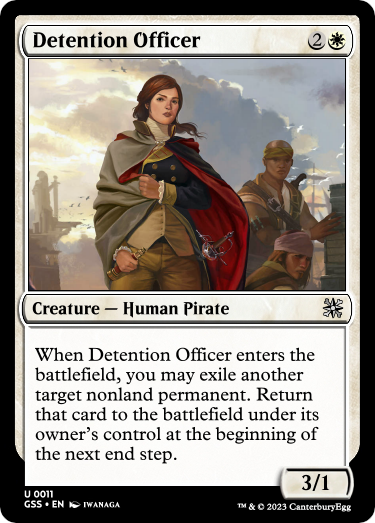 Detention Officer 2
Creature — Human Pirate
When Detention Officer enters the
battlefield, you may exile another
target nonland permanent. Return
that card to the battlefield under its
owner's control at the beginning of
the next end step.
3/1
U 0011
GSS • EN IWANAGA
™ & © 2023 CanterburyEgg